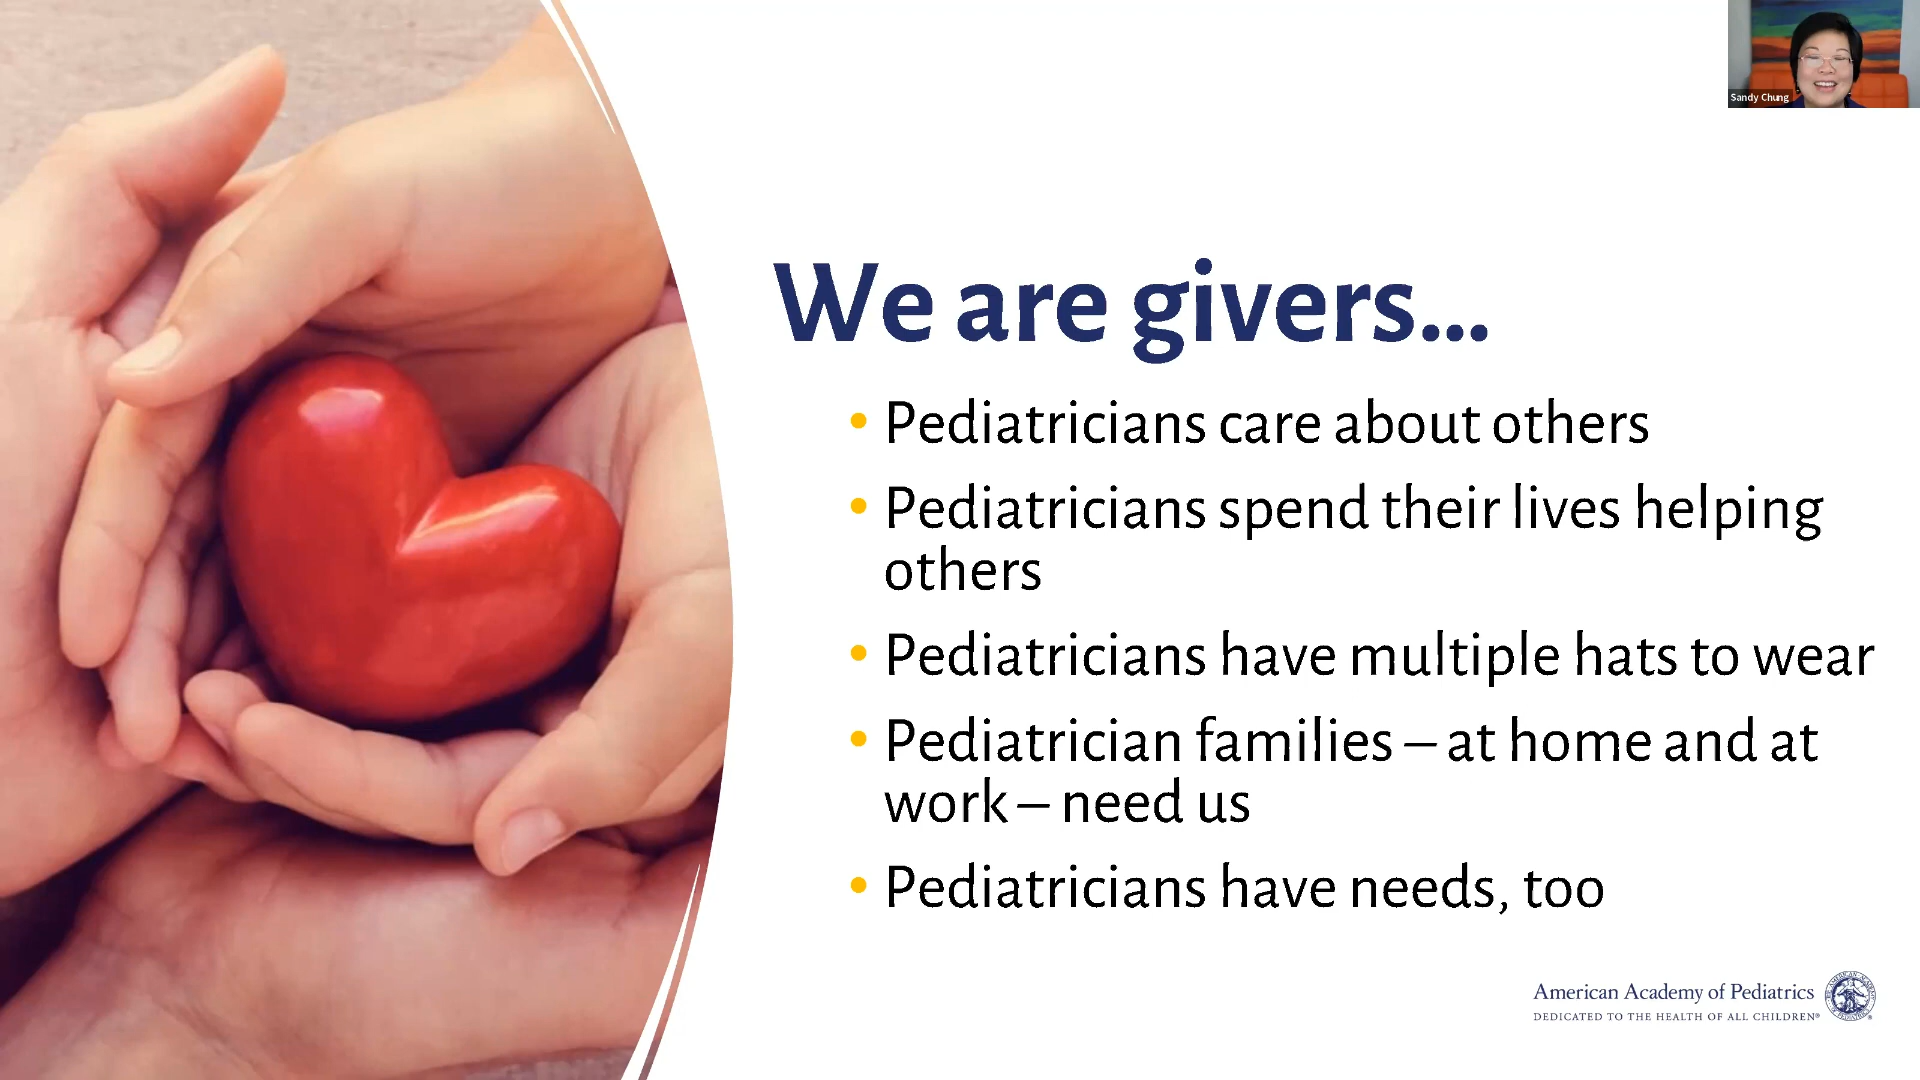 Sandy Chung
We are givers...
• Pediatricians care about others
• Pediatricians spend their lives helping
others
• Pediatricians have multiple hats to wear
• Pediatrician families – at home and at
work – need us
• Pediatricians have needs, too
American Academy of Pediatrics
DEDICATED TO THE HEALTH OF ALL CHILDREN®